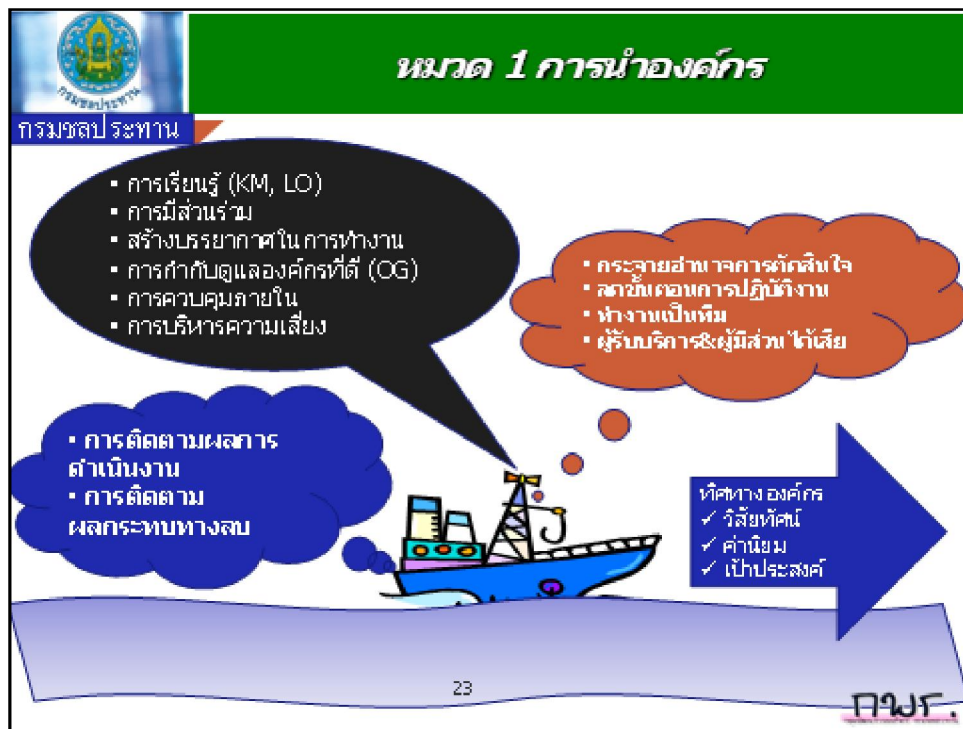 หมวด 1 การนำองค์กร
กรมชลประทาน
กรมชลประทาน
▪ การเรียนรู้ (KM, LO)
▪ การมีส่วนร่วม
▪ สร้างบรรยากาศในการทำงาน
▪ การกำกับดูแลองค์กรที่ดี (OG)
▪ การควบคุมภายใน
▪ การบริหารความเสี่ยง
▪ กระจายอำนาจการตัดสินใจ
▪ ลดขั้นตอนการปฏิบัติงาน
▪ ทำงานเป็นทีม
▪ ผู้รับบริการ&ผู้มีส่วนได้เสีย
▪ การติดตามผลการ
ดำเนินงาน
▪ การติดตาม
ผลกระทบทางลบ
ทิศทางองค์กร
✓ วิสัยทัศน์
✓ ค่านิยม
✓ เป้าประสงค์
23
กพร.